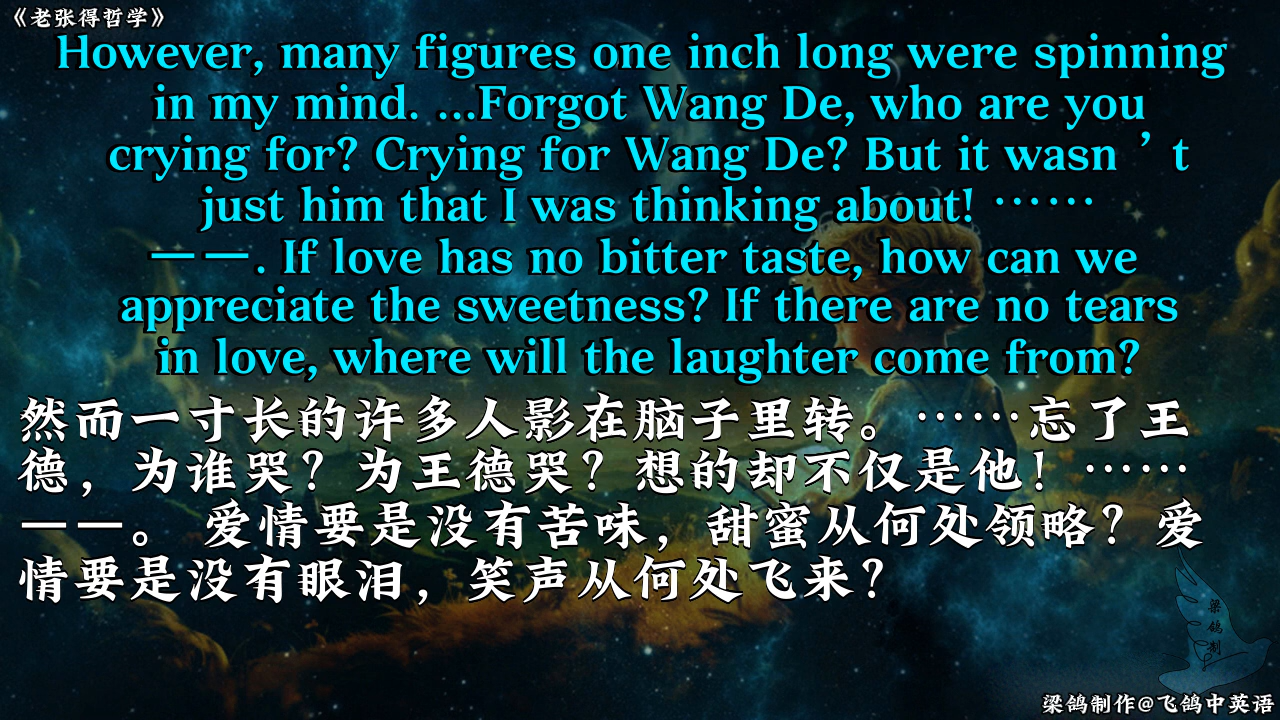 《老张得哲学》
However, many figures one inch long were spinning
in my mind. ...Forgot Wang De, who are you
crying for? Crying for Wang De? But it wasn ’ t
just him that I was thinking about! ……
一一. If love has no bitter taste, how can we
appreciate the sweetness? If there are no tears
in love, where will the laughter come from?
然而一寸长的许多人影在脑子里转。……忘了王
德，为谁哭？为王德哭？想的却不仅是他！……
一一。 爱情要是没有苦味，甜蜜从何处领略？爱
情要是没有眼泪，笑声从何处飞来？
梁鸽制
梁鸽制作@飞鸽中英语